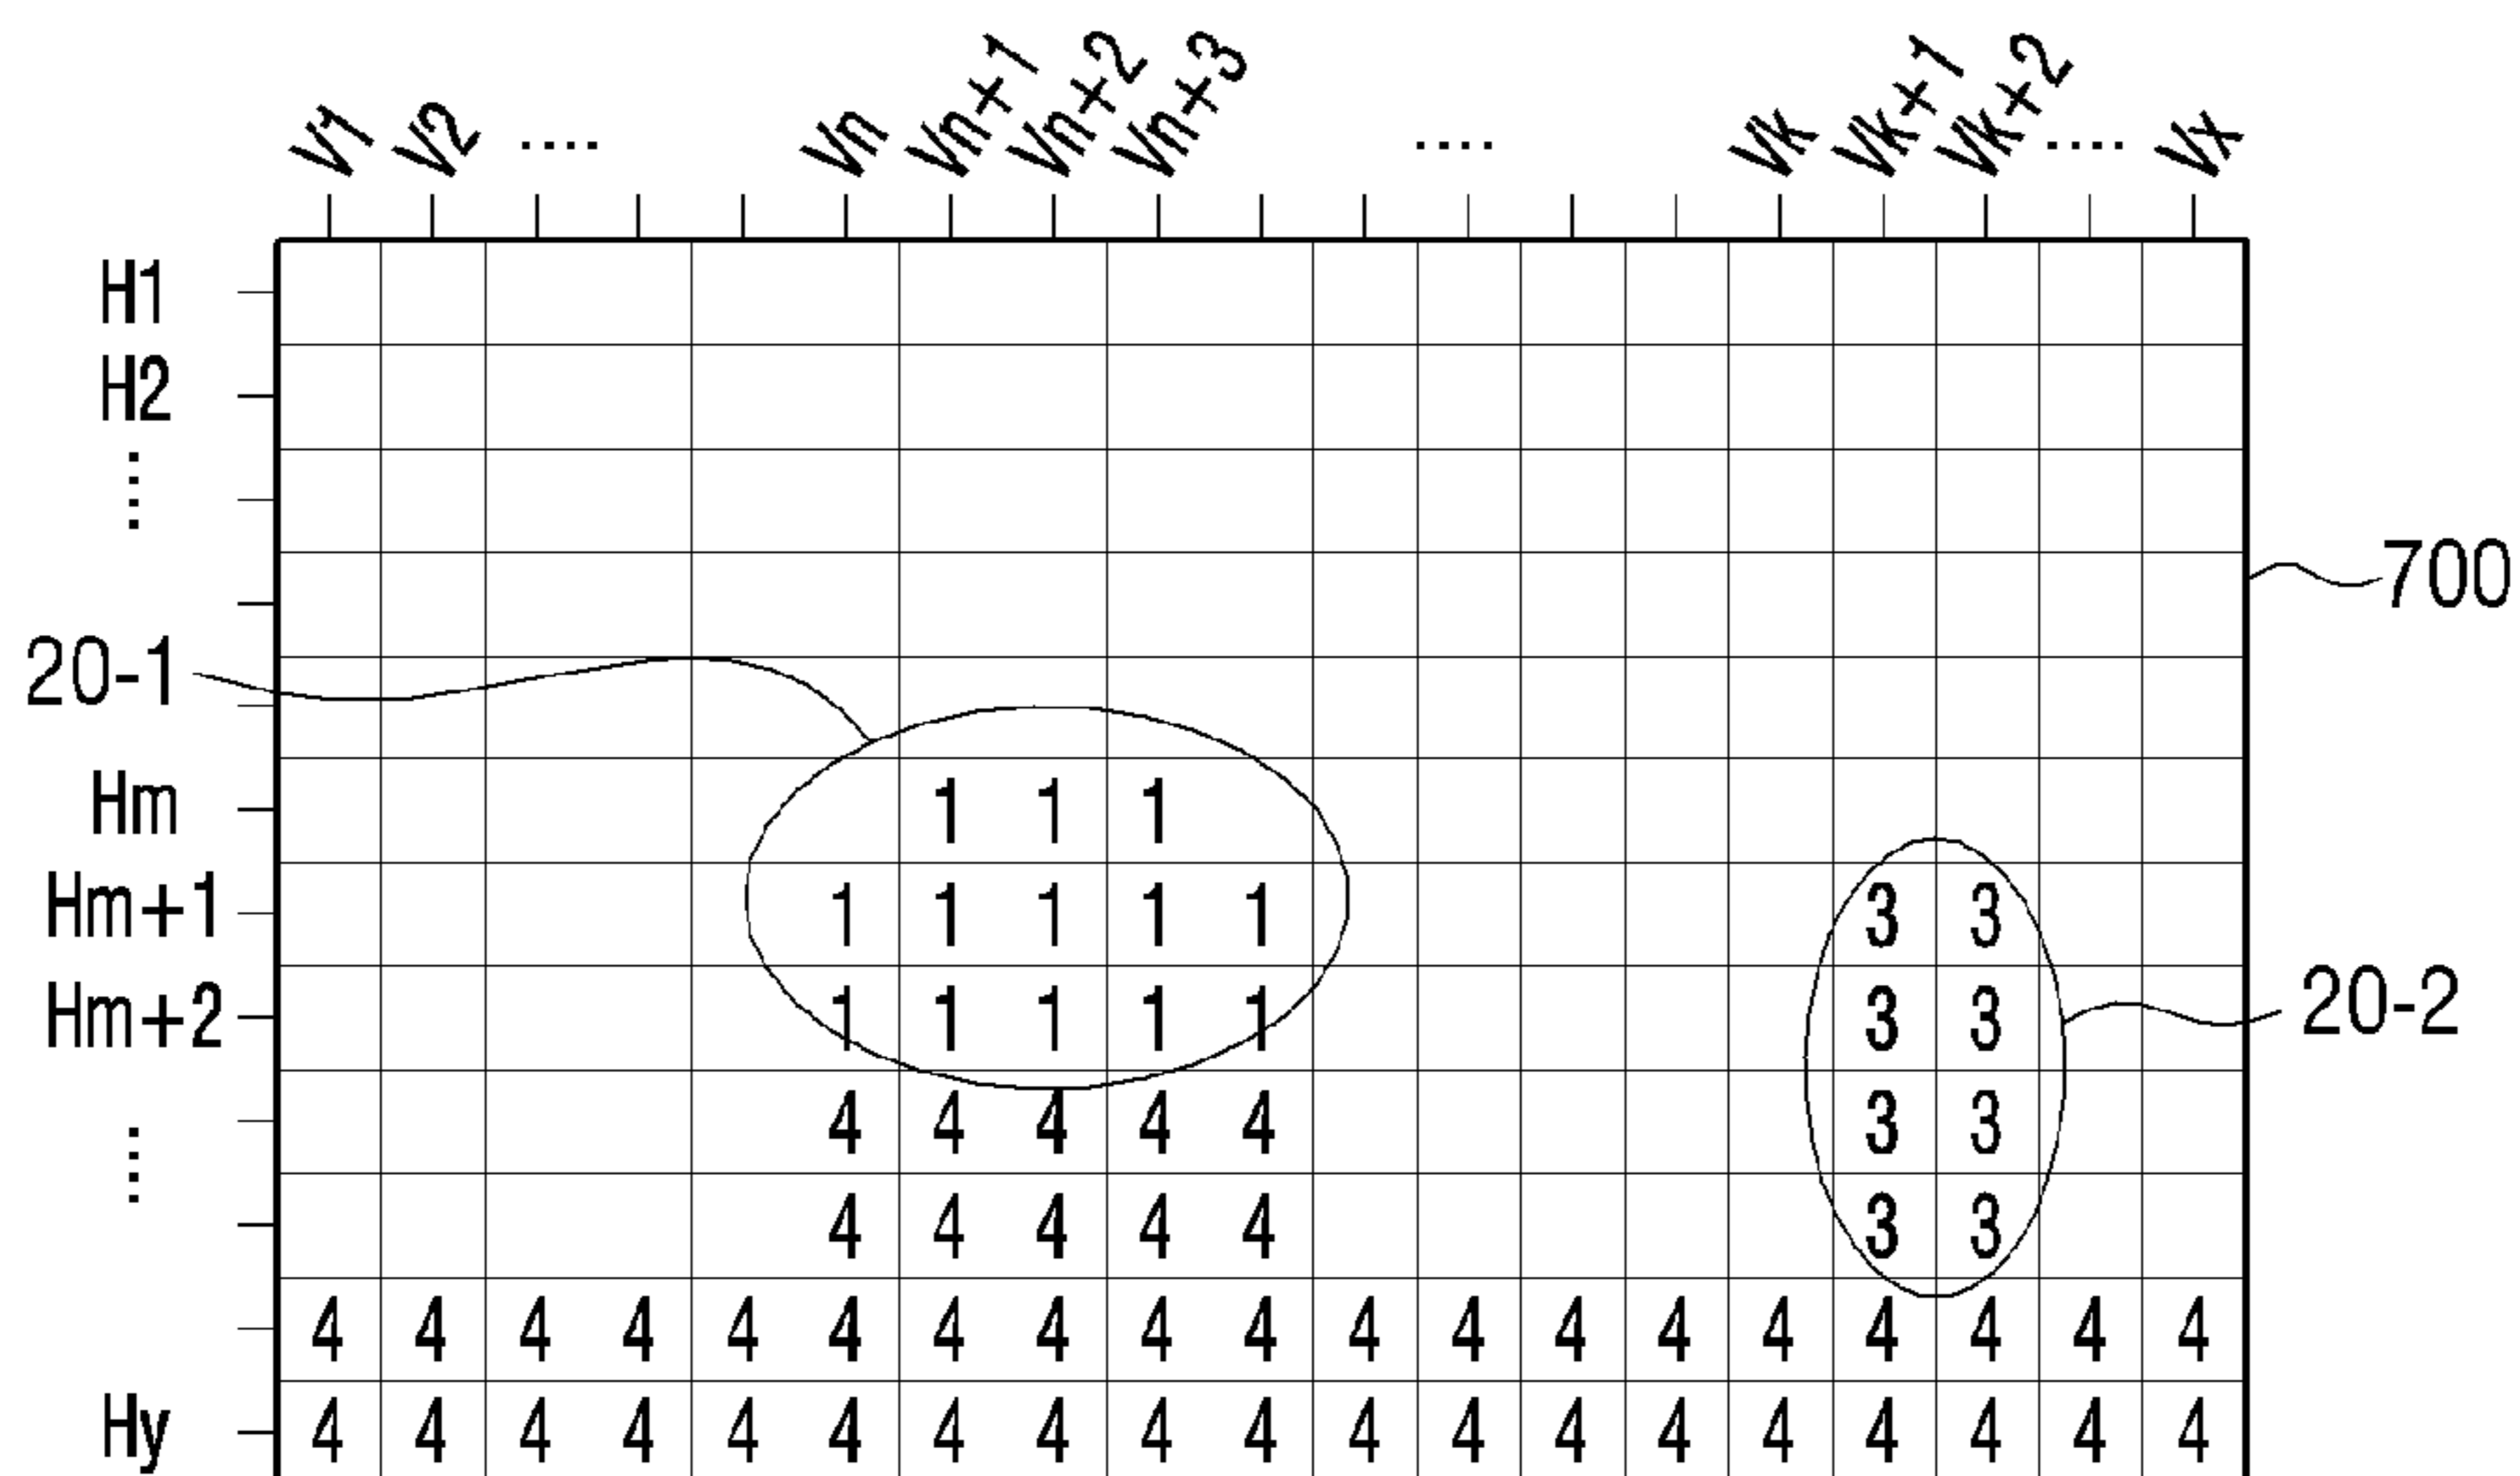 V1 V2 .... Vn Vn+1 Vn+2 Vn+3 .... Vk Vk+1 Vk+2 .... Vx
H1
H2
....
700
20-1
Hm 1 1 1
Hm+1 1 1 1 1 1 3 3
Hm+2 1 1 1 1 1 3 3 20-2
4 4 4 4 4 3 3
....
4 4 4 4 4 3 3
4 4 4 4 4 4 4 4 4 4 4 4 4 4 4 4 4 4 4
Hy 4 4 4 4 4 4 4 4 4 4 4 4 4 4 4 4 4 4 4